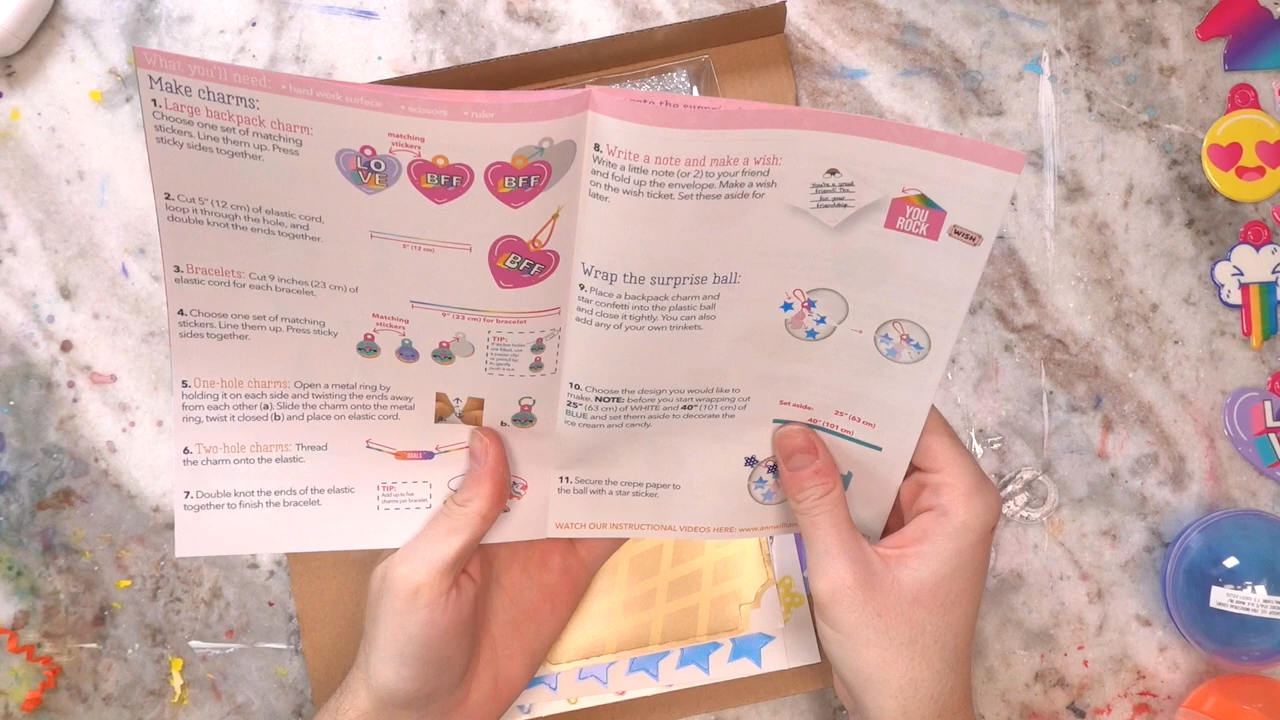 What you'll need: • hard work surface • scissors • ruler
Make charms:
1. Large backpack charm:
Choose one set of matching
stickers. Line them up. Press
sticky sides together.
matching
stickers
LO
VE
BFF
BFF
2. Cut 5" (12 cm) of elastic cord,
loop it through the hole, and
double knot the ends together.
5" (12 cm)
BFF
3. Bracelets: Cut 9 inches (23 cm) of
elastic cord for each bracelet.
9" (23 cm) for bracelet
4. Choose one set of matching
stickers. Line them up. Press sticky
sides together.
Matching
stickers
TIP:
5. One-hole charms: Open a metal ring by
holding it on each side and twisting the ends away
from each other (a). Slide the charm onto the metal
ring, twist it closed (b) and place on elastic cord.
b.
6. Two-hole charms: Thread
the charm onto the elastic.
GOALS
7. Double knot the ends of the elastic
together to finish the bracelet.
TIP:
Add up to five
charms per bracelet.
8. Write a note and make a wish:
Write a little note (or 2) to your friend
and fold up the envelope. Make a wish
on the wish ticket. Set these aside for
later.
You're a great
friend!
for your
friendship
YOU
ROCK
WISH
Wrap the surprise ball:
9. Place a backpack charm and
star confetti into the plastic ball
and close it tightly. You can also
add any of your own trinkets.
10. Choose the design you would like to
make. NOTE: before you start wrapping cut
25" (63 cm) of WHITE and 40" (101 cm) of
BLUE and set them aside to decorate the
ice cream and candy.
Set aside:
25" (63 cm)
40" (101 cm)
11. Secure the crepe paper to
the ball with a star sticker.
WATCH OUR INSTRUCTIONAL VIDEOS HERE: